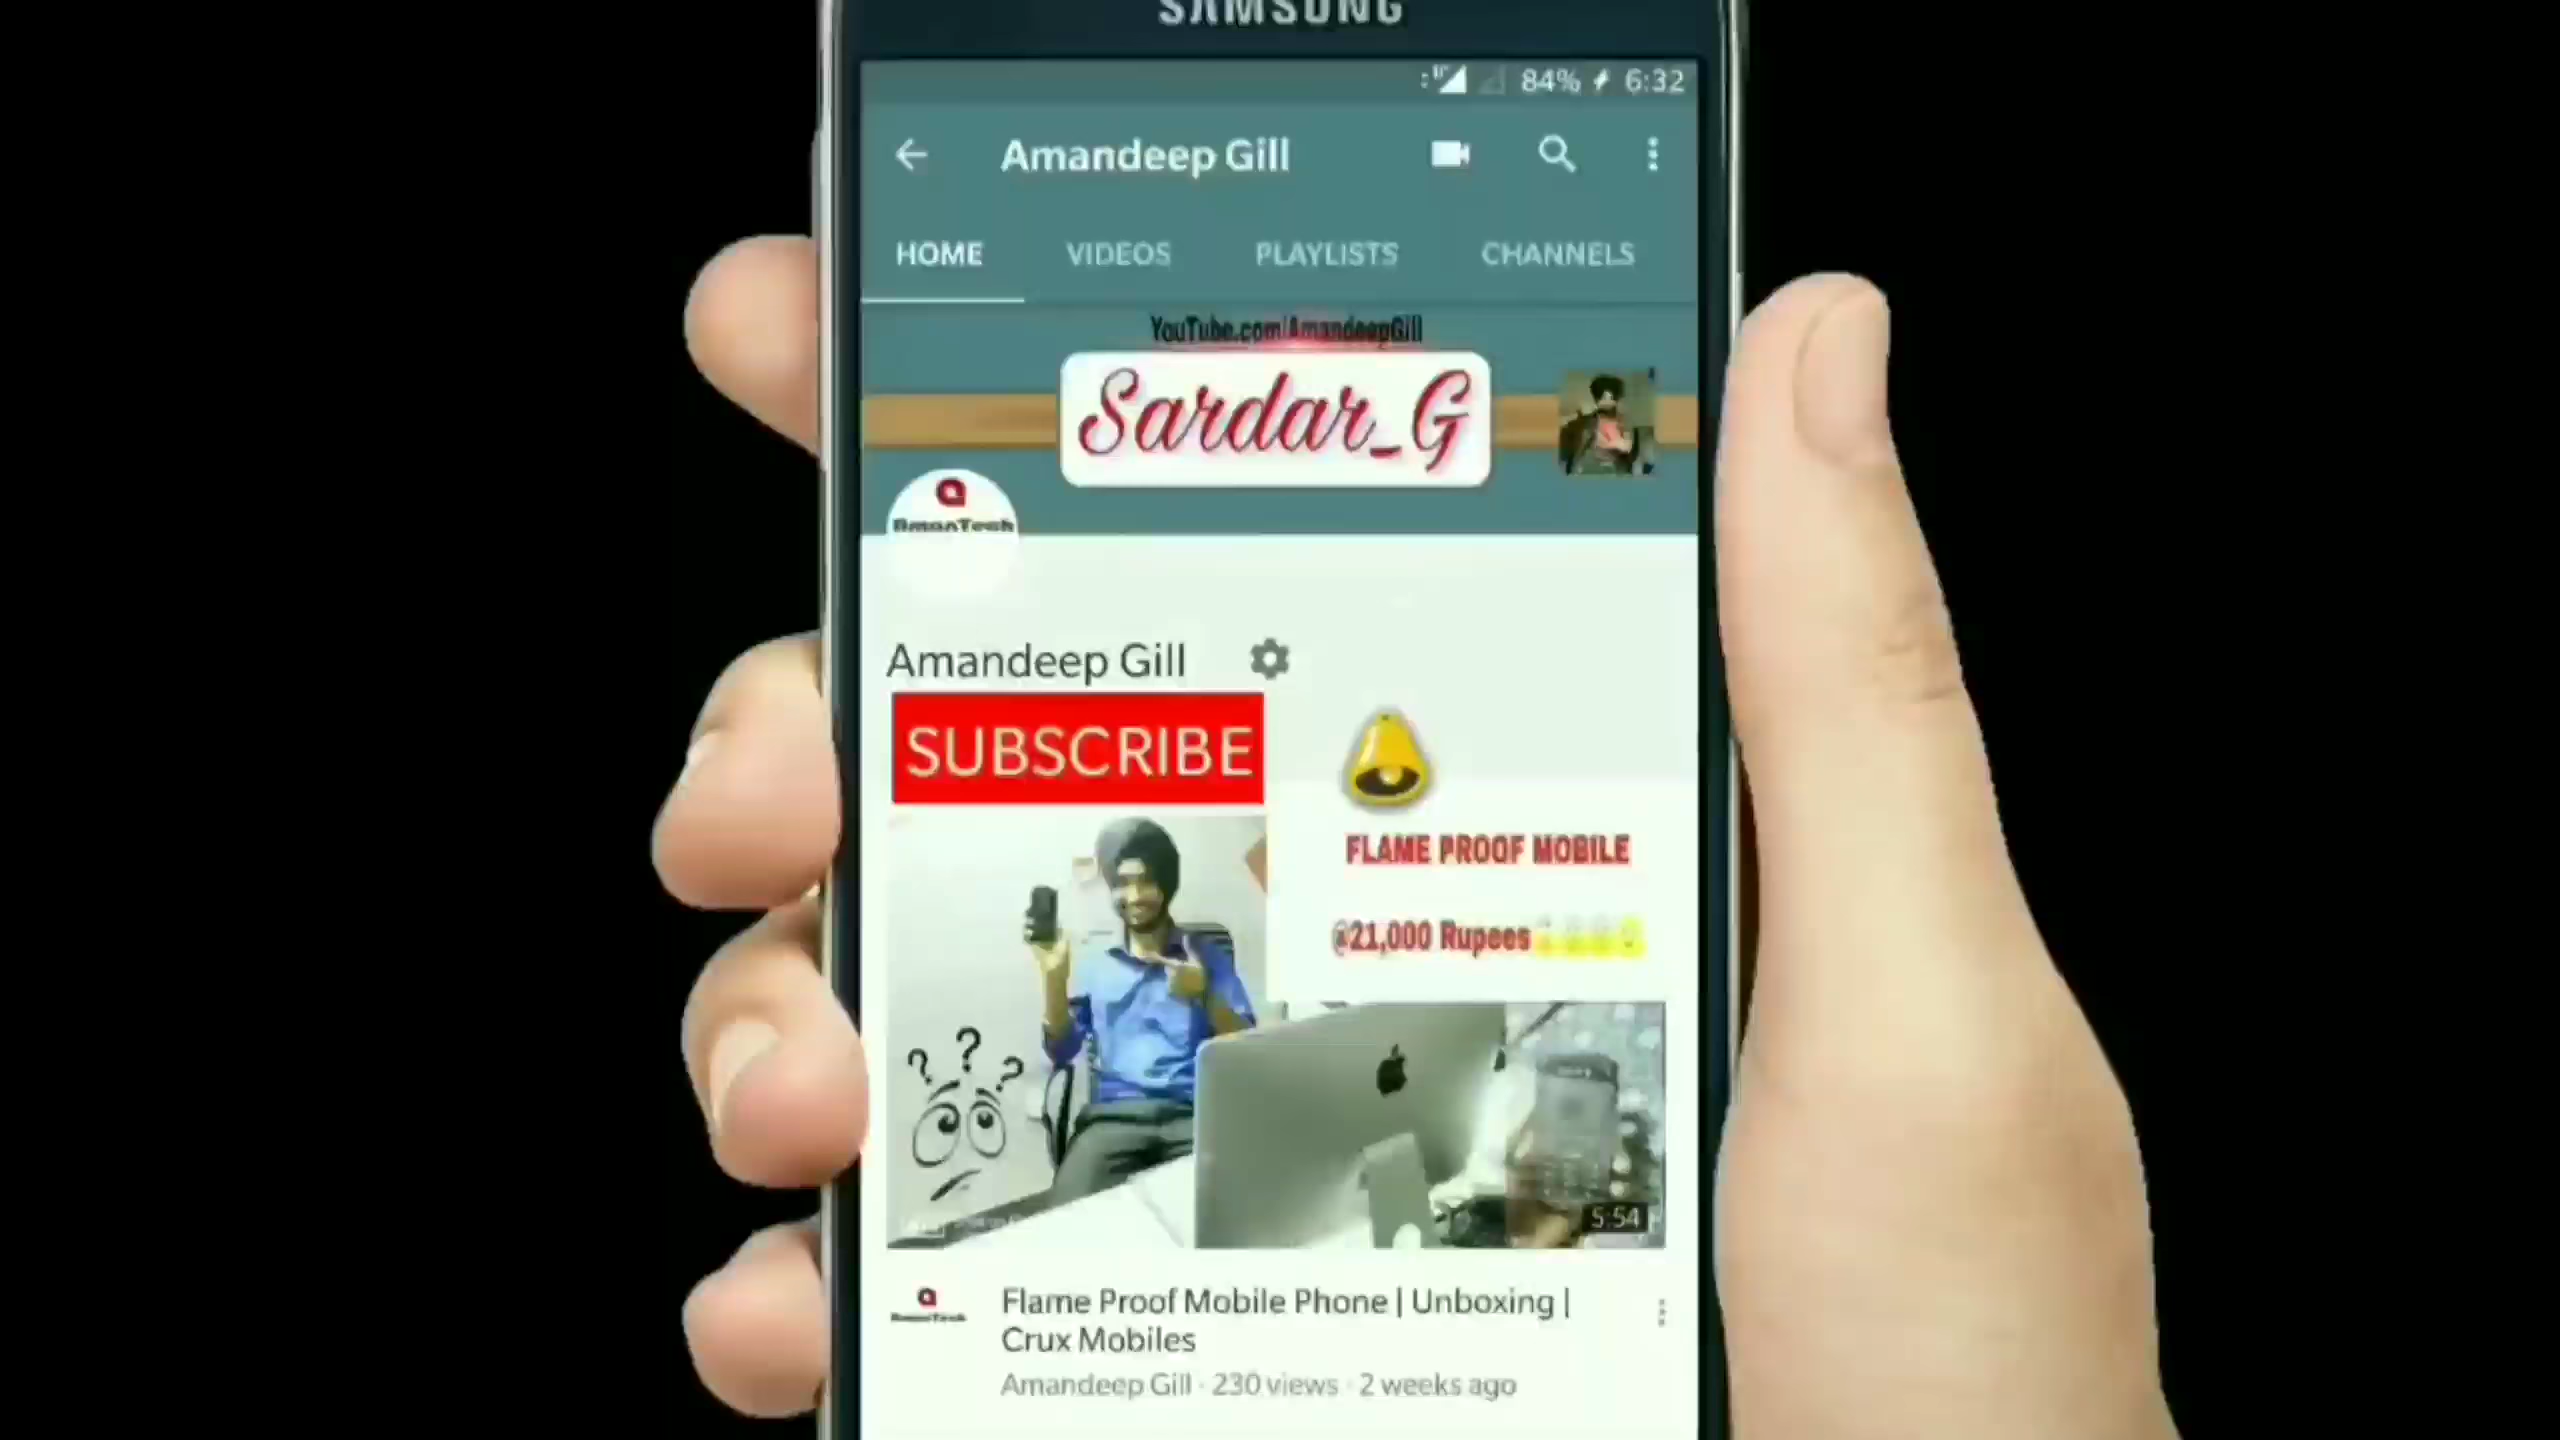 SAMSUNG
84% 6:32
Amandeep Gill
HOME VIDEOS PLAYLISTS CHANNELS
YouTube.com/AmandeepGill
Sardar_G
AmanTech
Amandeep Gill
SUBSCRIBE
FLAME PROOF MOBILE
@21,000 Rupees
? ? ?
5:54
AmanTech
Flame Proof Mobile Phone | Unboxing |
Crux Mobiles
Amandeep Gill · 230 views · 2 weeks ago